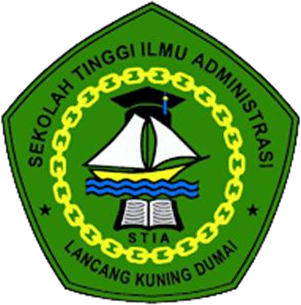 SEKOLAH TINGGI ILMU ADMINISTRASI
STIA
LANCANG KUNING DUMAI